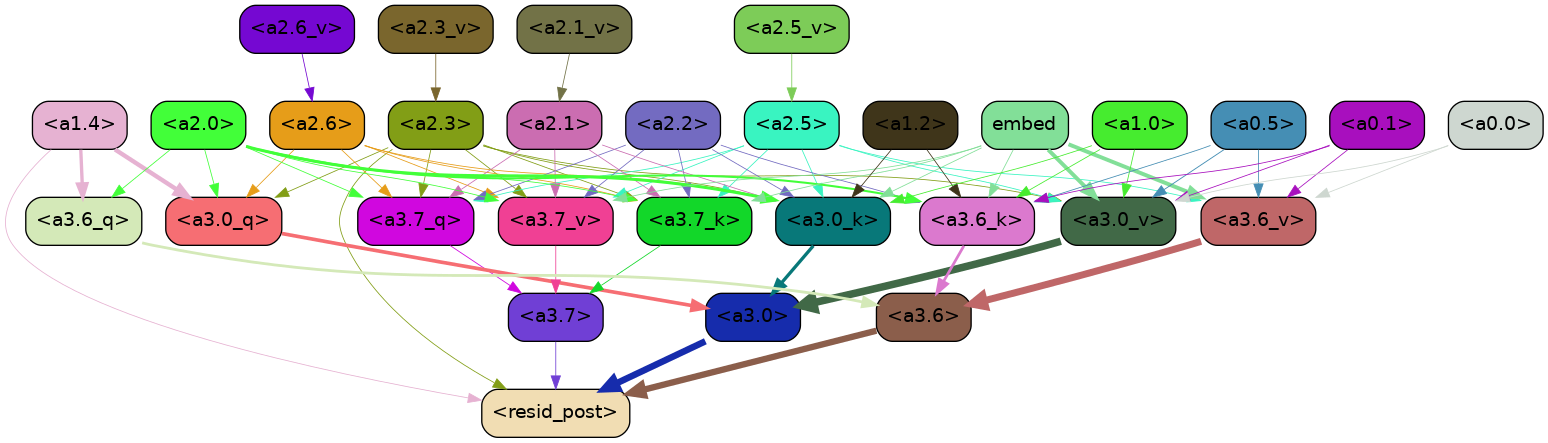 <a2.6_v> <a2.3_v> <a2.1_v> <a2.5_v>
<a1.4> <a2.0> <a2.6> <a2.3> <a2.1> <a2.2> <a2.5> <a1.2> embed <a1.0> <a0.5> <a0.1> <a0.0>
<a3.6_q> <a3.0_q> <a3.7_q> <a3.7_v> <a3.7_k> <a3.0_k> <a3.6_k> <a3.0_v> <a3.6_v>
<a3.7> <a3.0> <a3.6>
<resid_post>